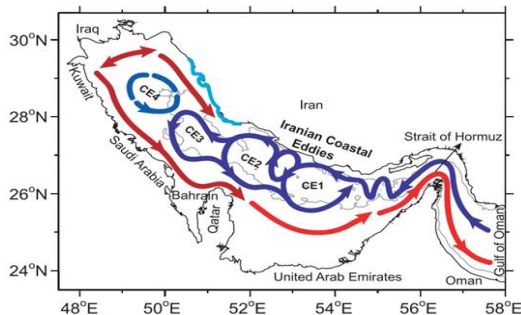 30°N
28°N
26°N
24°N
48°E
50°E
52°E
54°E
56°E
58°E
Iraq
Kuwait
Saudi Arabia
Bahrain
Qatar
United Arab Emirates
Oman
Gulf of Oman
Strait of Hormuz
Iran
Iranian Coastal
Eddies
CE4
CE3
CE2
CE1